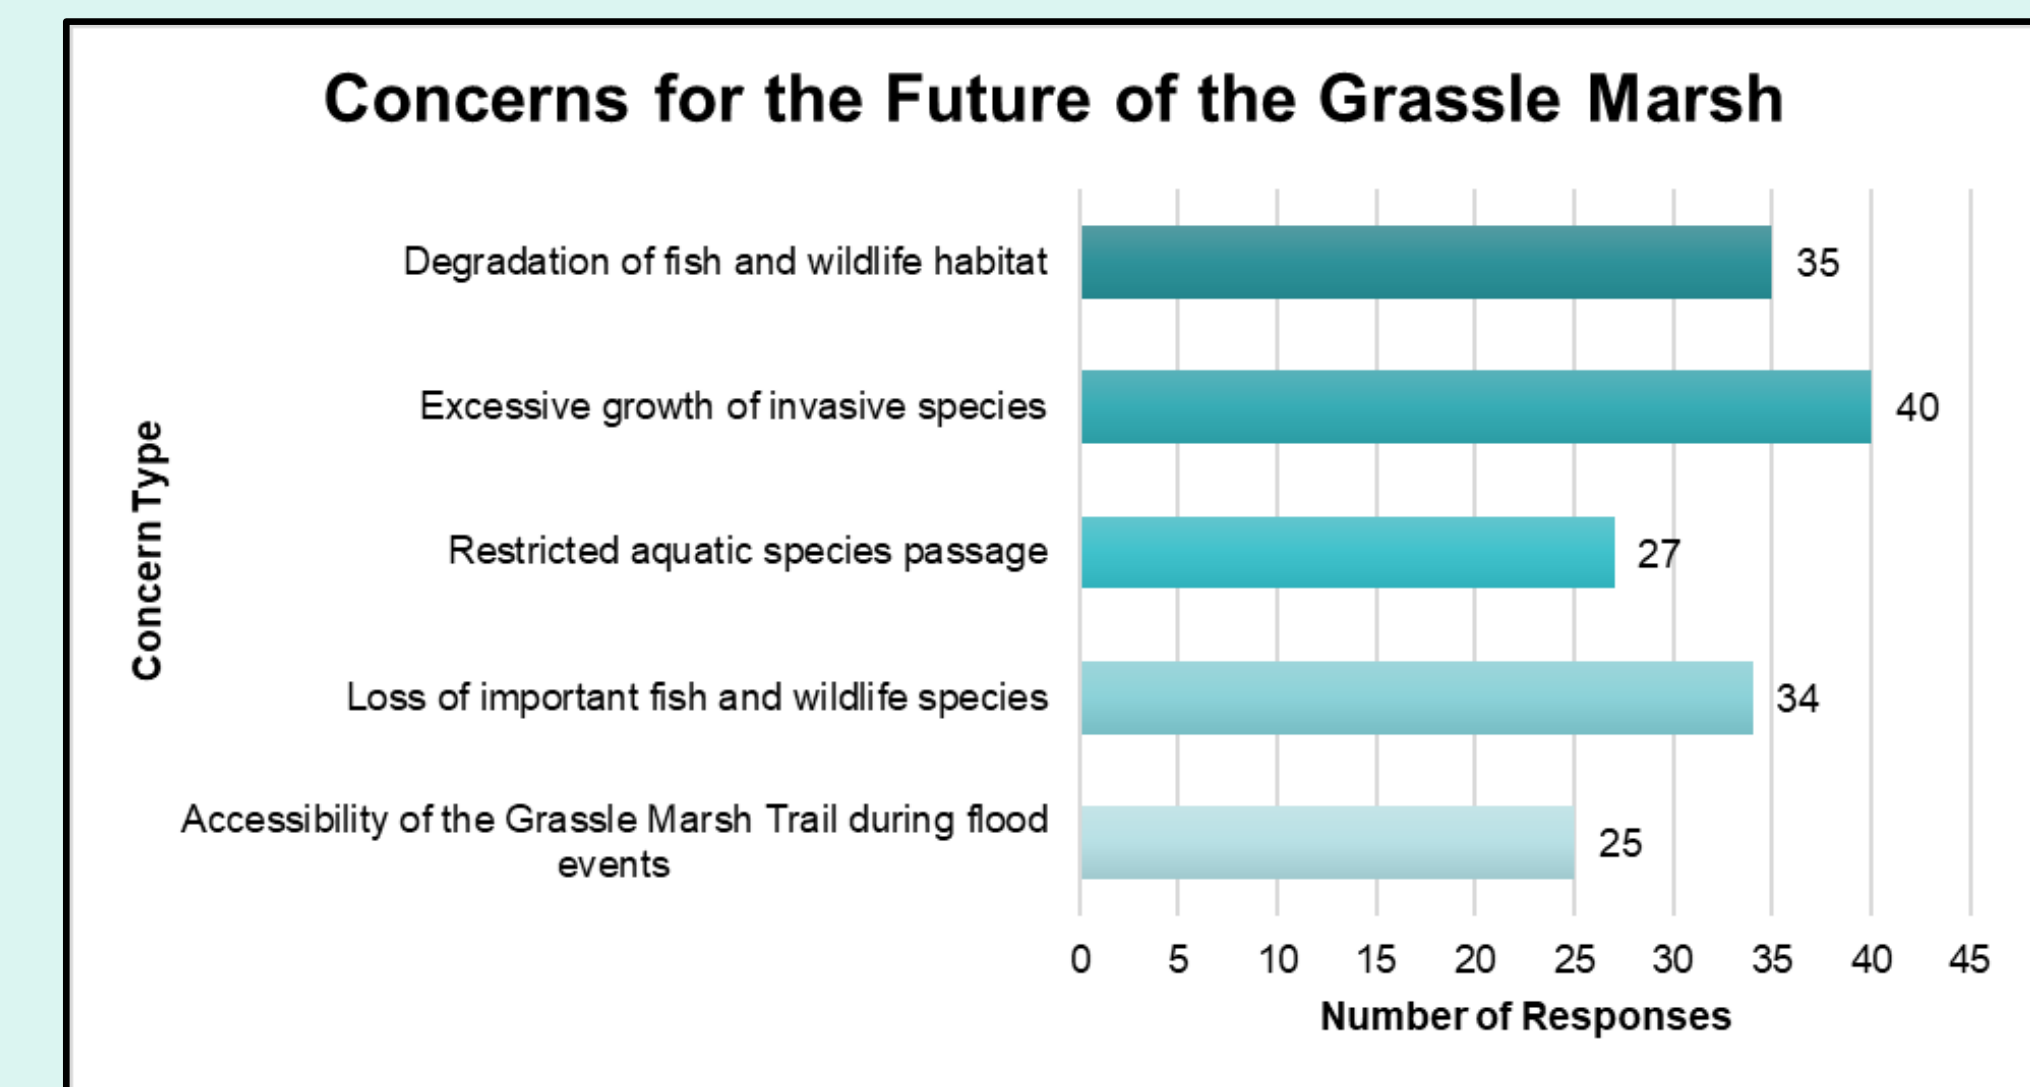 Concerns for the Future of the Grassle Marsh
Concern Type
Degradation of fish and wildlife habitat
35
Excessive growth of invasive species
40
Restricted aquatic species passage
27
Loss of important fish and wildlife species
34
Accessibility of the Grassle Marsh Trail during flood
events
25
0 5 10 15 20 25 30 35 40 45
Number of Responses